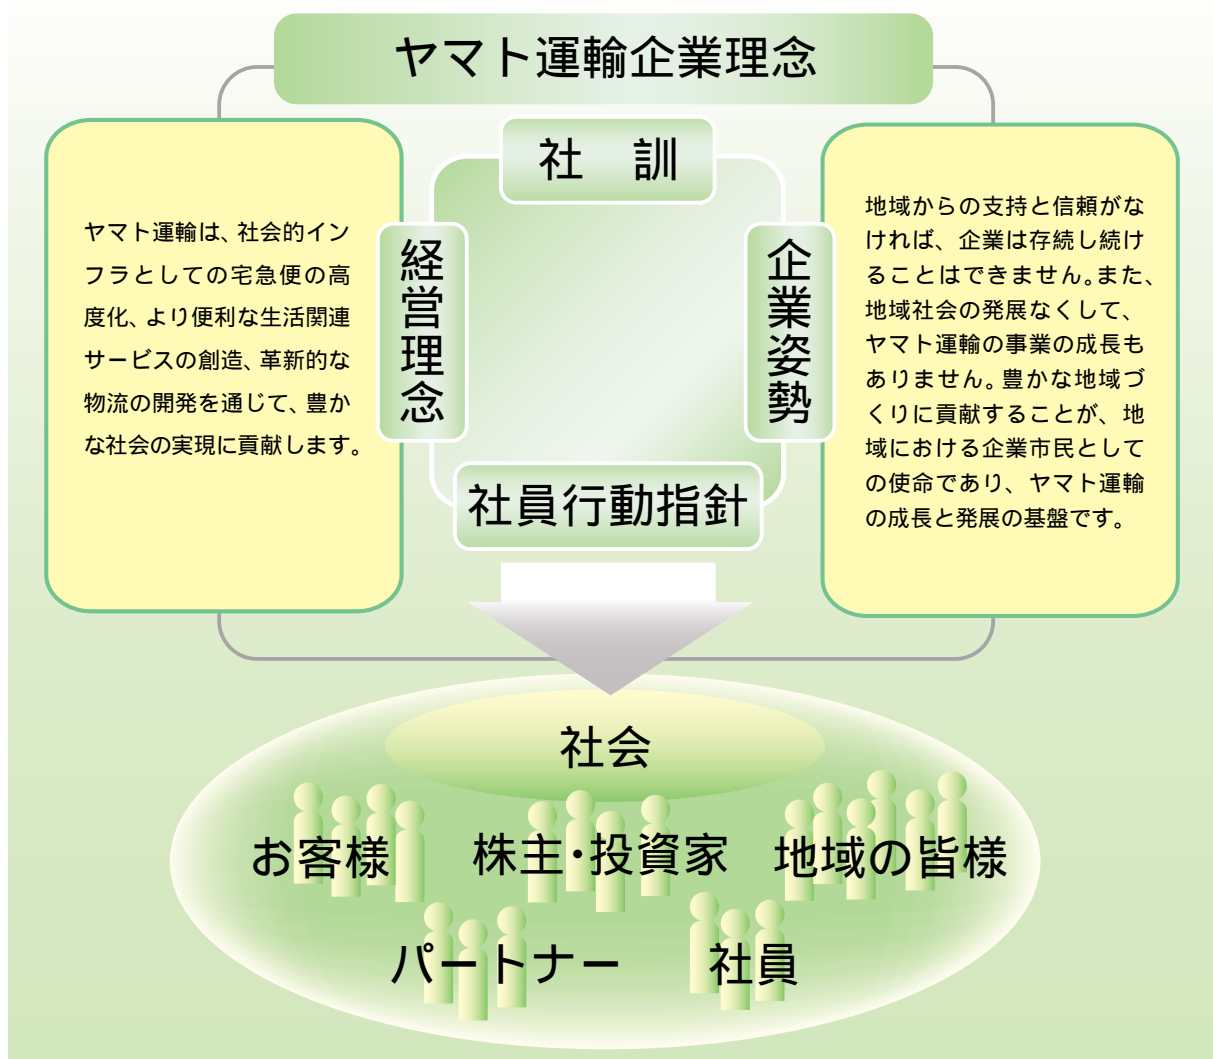 ヤマト運輸企業理念
社　訓
経営理念
企業姿勢
社員行動指針
ヤマト運輸は、社会的イン
フラとしての宅急便の高
度化、より便利な生活関連
サービスの創造、革新的な
物流の開発を通じて、豊か
な社会の実現に貢献します。
地域からの支持と信頼がな
ければ、企業は存続し続け
ることはできません。また、
地域社会の発展なくして、
ヤマト運輸の事業の成長も
ありません。豊かな地域づ
くりに貢献することが、地
域における企業市民として
の使命であり、ヤマト運輸
の成長と発展の基盤です。
社会
お客様
株主・投資家
地域の皆様
パートナー
社員